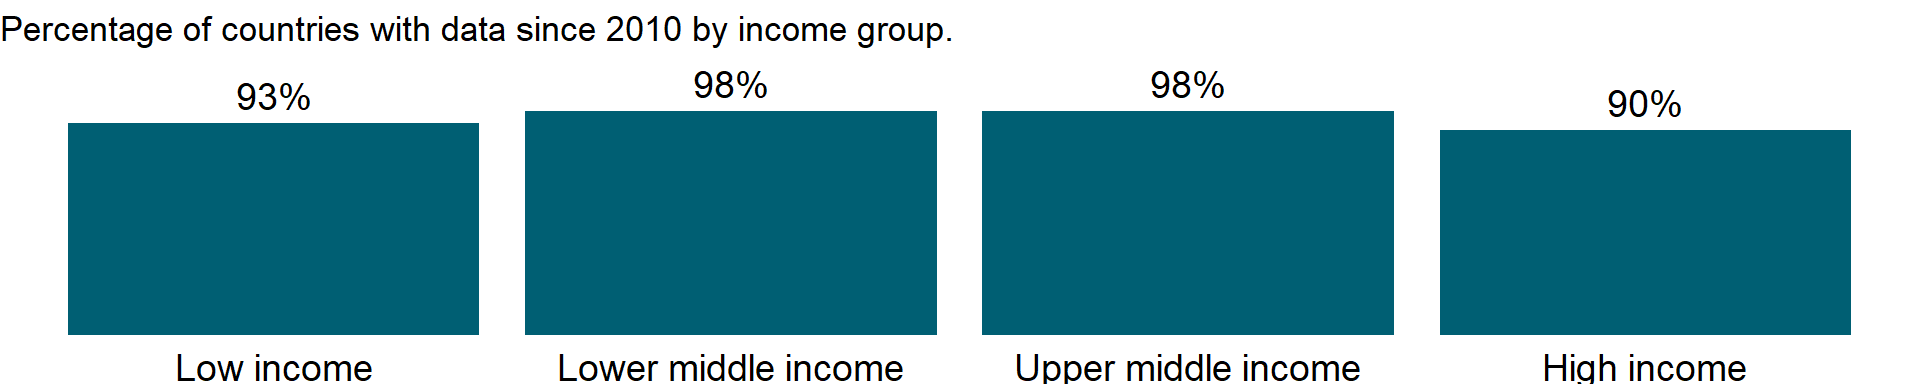 Percentage of countries with data since 2010 by income group.
93%
98%
98%
90%
Low income
Lower middle income
Upper middle income
High income